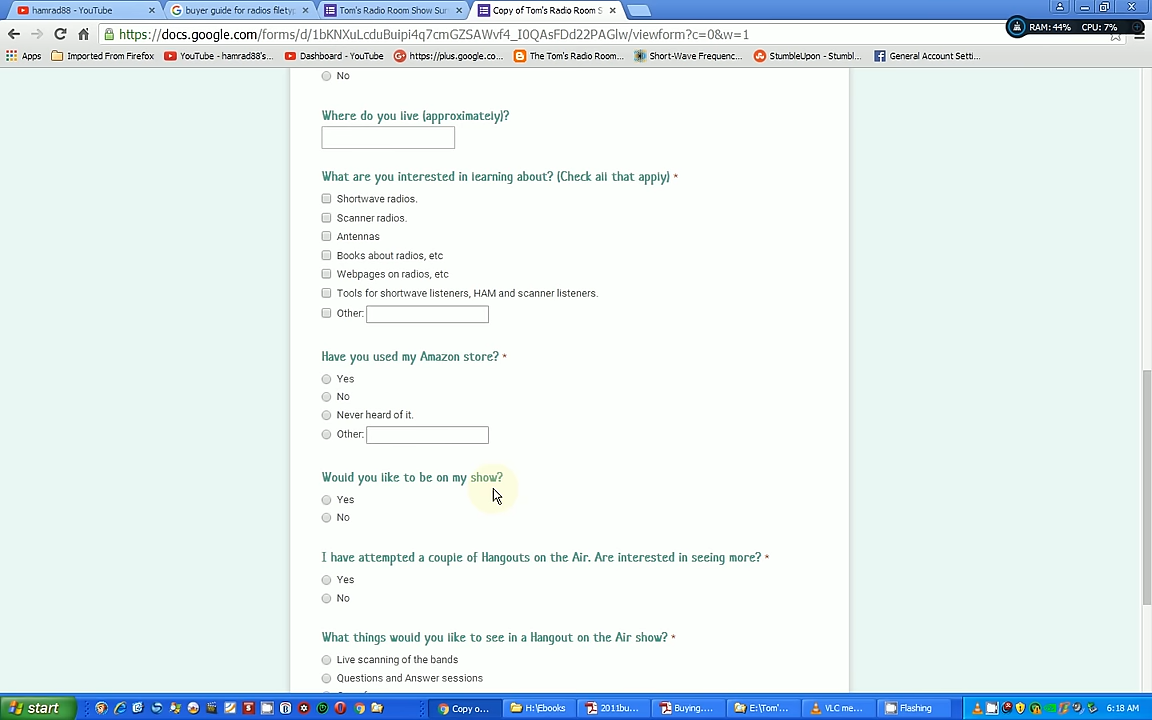 hamrad88 - YouTube
buyer guide for radios filetyp
Tom's Radio Room Show Sur
Copy of Tom's Radio Room S
https://docs.google.com/forms/d/1bKNXuLcduBuipi4q7cmGZSAWvf4_I0QAsFDd22PAGlw/viewform?c=0&w=1
RAM: 44% CPU: 7%
Apps
Imported From Firefox
YouTube - hamrad88's...
Dashboard - YouTube
https://plus.google.co...
The Tom's Radio Room...
Short-Wave Frequenc...
StumbleUpon - Stumbl...
General Account Setti...
No
Where do you live (approximately)?
What are you interested in learning about? (Check all that apply) *
Shortwave radios.
Scanner radios.
Antennas
Books about radios, etc
Webpages on radios, etc
Tools for shortwave listeners, HAM and scanner listeners.
Other:
Have you used my Amazon store? *
Yes
No
Never heard of it.
Other:
Would you like to be on my show?
Yes
No
I have attempted a couple of Hangouts on the Air. Are interested in seeing more? *
Yes
No
What things would you like to see in a Hangout on the Air show? *
Live scanning of the bands
Questions and Answer sessions
start
Copy o...
H:\Ebooks
2011bu...
Buying....
E:\Tom'...
VLC me...
Flashing
6:18 AM